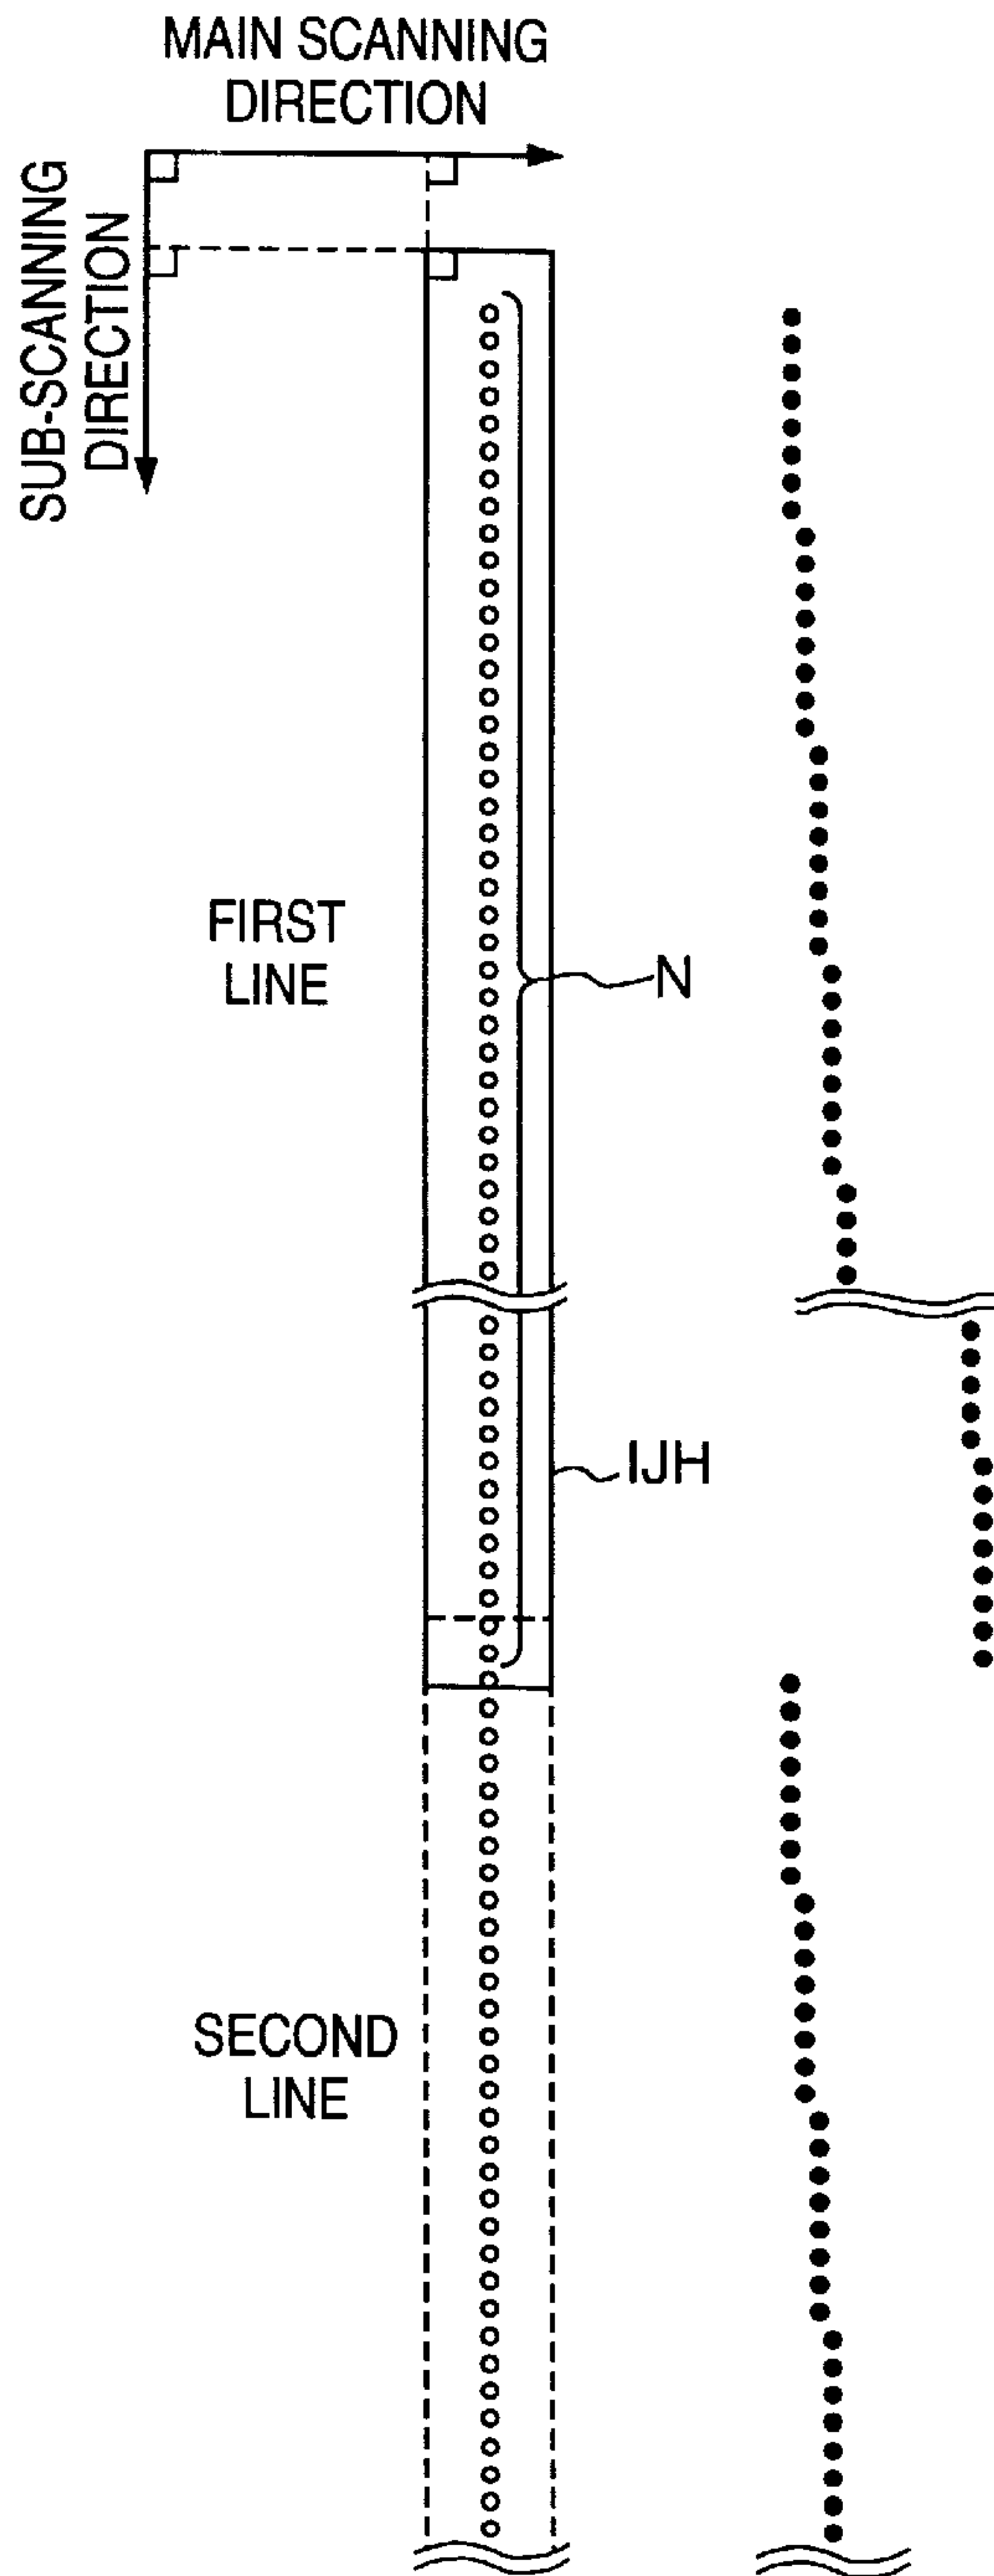 MAIN SCANNING
DIRECTION
SUB-SCANNING
DIRECTION
FIRST
LINE
N
IJH
SECOND
LINE